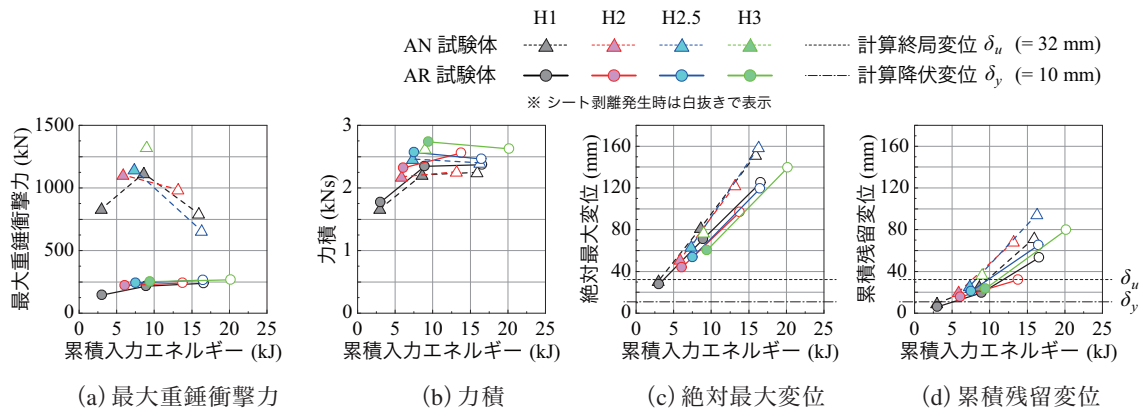 H1 H2 H2.5 H3
AN 試験体 計算終局変位 δu (= 32 mm)
AR 試験体 計算降伏変位 δy (= 10 mm)
※ シート剥離発生時は白抜きで表示
最大重錘衝撃力 (kN)
1500
1000
500
250
0
0 5 10 15 20 25
累積入力エネルギー (kJ)
(a) 最大重錘衝撃力
力積 (kNs)
3
2
1
0
0 5 10 15 20 25
累積入力エネルギー (kJ)
(b) 力積
絶対最大変位 (mm)
160
120
80
40
0
0 5 10 15 20 25
累積入力エネルギー (kJ)
(c) 絶対最大変位
累積残留変位 (mm)
160
120
80
40
0
0 5 10 15 20 25
δu
δy
累積入力エネルギー (kJ)
(d) 累積残留変位